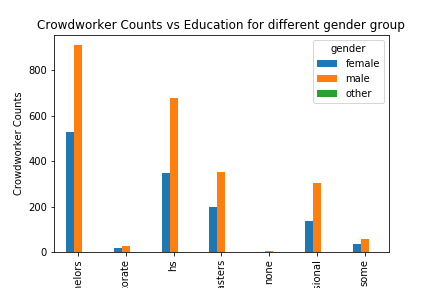 Crowdworker Counts vs Education for different gender group
gender
female
male
other
Crowdworker Counts
800
600
400
200
0
helors
orate
hs
asters
none
sional
some